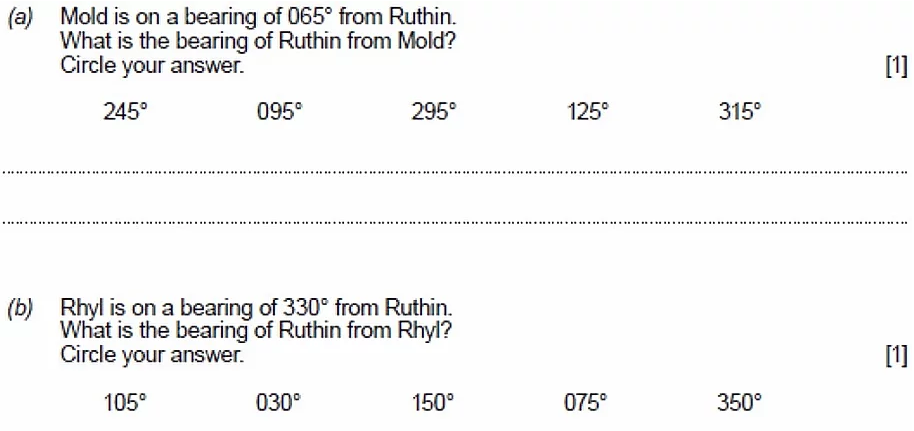 (a) Mold is on a bearing of 065° from Ruthin.
What is the bearing of Ruthin from Mold?
Circle your answer. [1]
245° 095° 295° 125° 315°
(b) Rhyl is on a bearing of 330° from Ruthin.
What is the bearing of Ruthin from Rhyl?
Circle your answer. [1]
105° 030° 150° 075° 350°